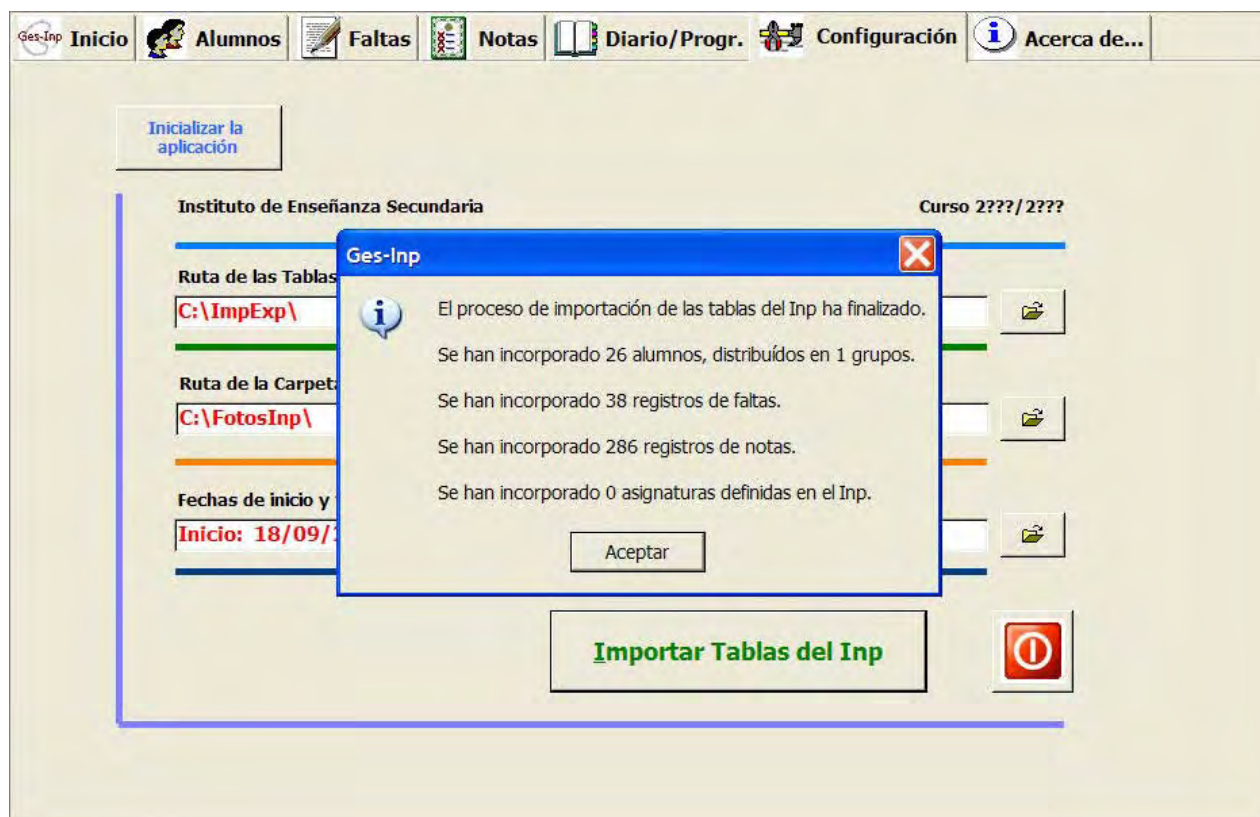 Ges-Inp Inicio Alumnos Faltas Notas Diario/Progr. Configuración Acerca de...
Inicializar la
aplicación
Instituto de Enseñanza Secundaria Curso 2???/2???
Ruta de las Tablas
C:\ImpExp\
Ruta de la Carpeta
C:\FotosInp\
Fechas de inicio y
Inicio: 18/09/
Ges-Inp
El proceso de importación de las tablas del Inp ha finalizado.
Se han incorporado 26 alumnos, distribuídos en 1 grupos.
Se han incorporado 38 registros de faltas.
Se han incorporado 286 registros de notas.
Se han incorporado 0 asignaturas definidas en el Inp.
Aceptar
Importar Tablas del Inp